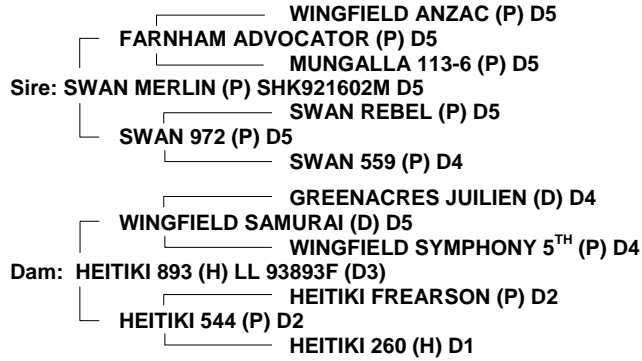 WINGFIELD ANZAC (P) D5
FARNHAM ADVOCATOR (P) D5
MUNGALLA 113-6 (P) D5
Sire: SWAN MERLIN (P) SHK921602M D5
SWAN REBEL (P) D5
SWAN 972 (P) D5
SWAN 559 (P) D4
GREENACRES JUILIEN (D) D4
WINGFIELD SAMURAI (D) D5
WINGFIELD SYMPHONY 5TH (P) D4
Dam: HEITIKI 893 (H) LL 93893F (D3)
HEITIKI FREARSON (P) D2
HEITIKI 544 (P) D2
HEITIKI 260 (H) D1